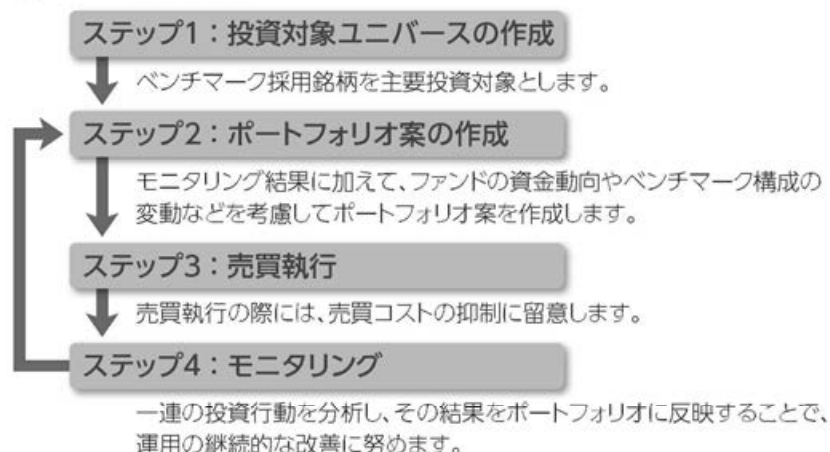 ステップ1：投資対象ユニバースの作成
ベンチマーク採用銘柄を主要投資対象とします。
ステップ2：ポートフォリオ案の作成
モニタリング結果に加えて、ファンドの資金動向やベンチマーク構成の
変動などを考慮してポートフォリオ案を作成します。
ステップ3：売買執行
売買執行の際には、売買コストの抑制に留意します。
ステップ4：モニタリング
一連の投資行動を分析し、その結果をポートフォリオに反映することで、
運用の継続的な改善に努めます。